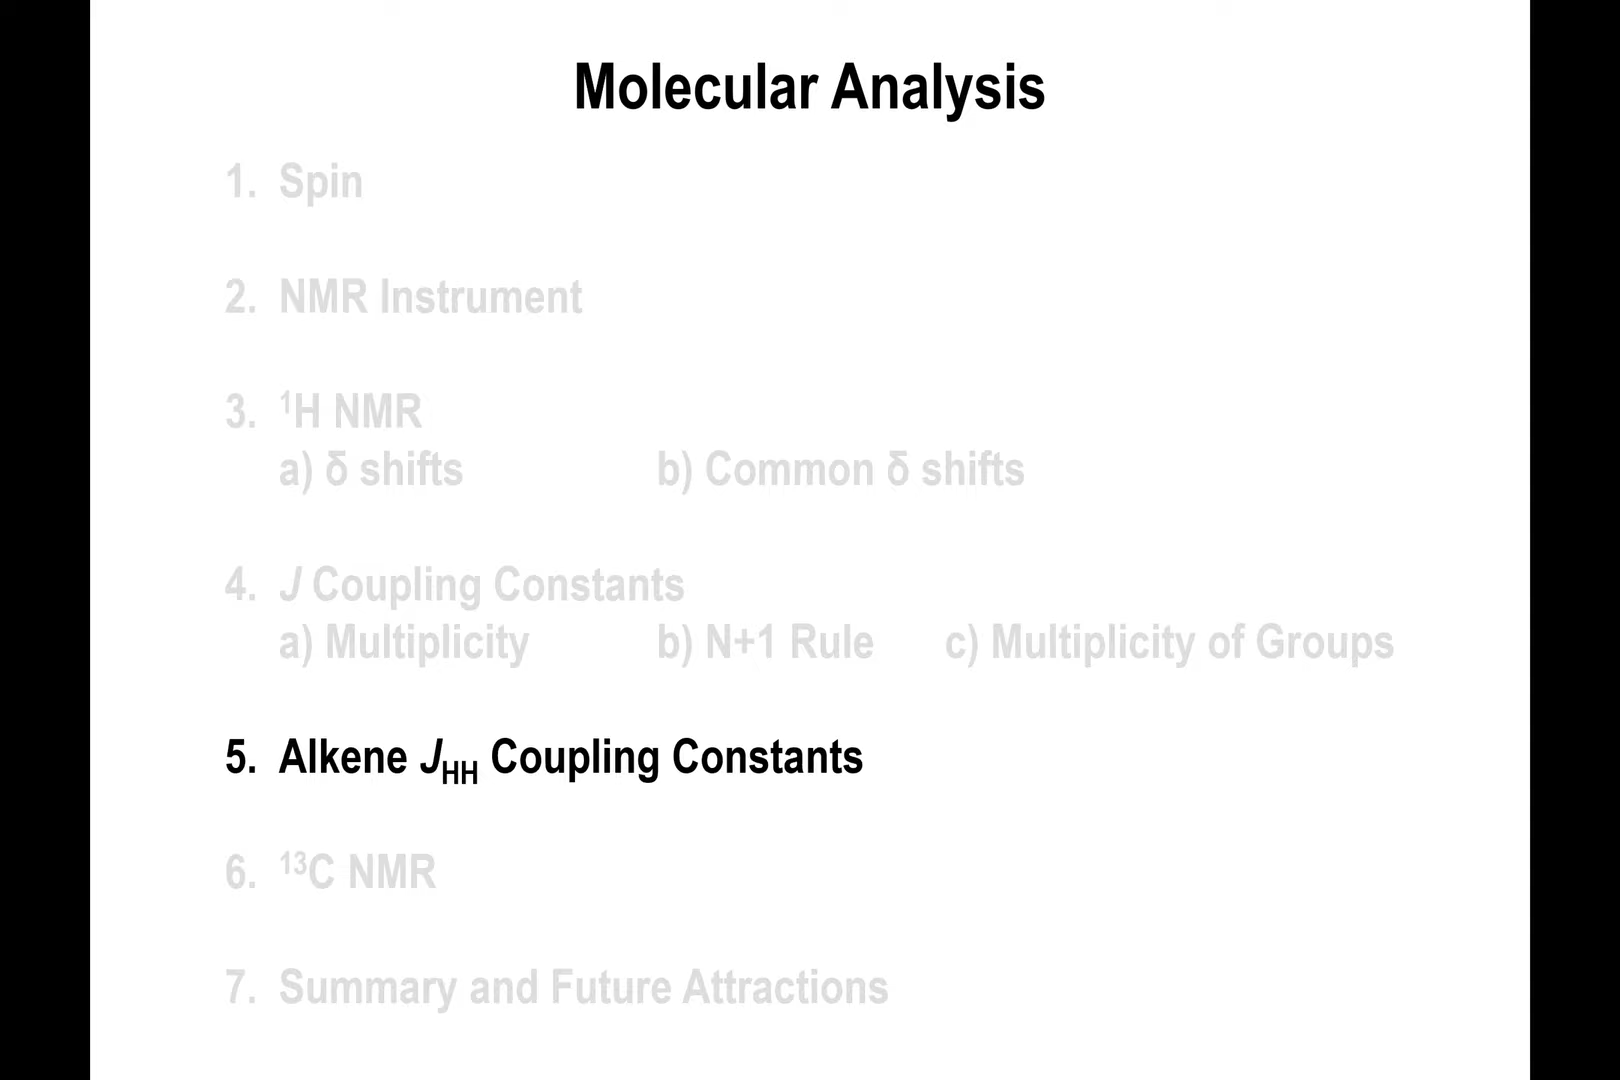 Molecular Analysis
1. Spin
2. NMR Instrument
3. ¹H NMR
a) δ shifts b) Common δ shifts
4. J Coupling Constants
a) Multiplicity b) N+1 Rule c) Multiplicity of Groups
5. Alkene J_HH Coupling Constants
6. ¹³C NMR
7. Summary and Future Attractions